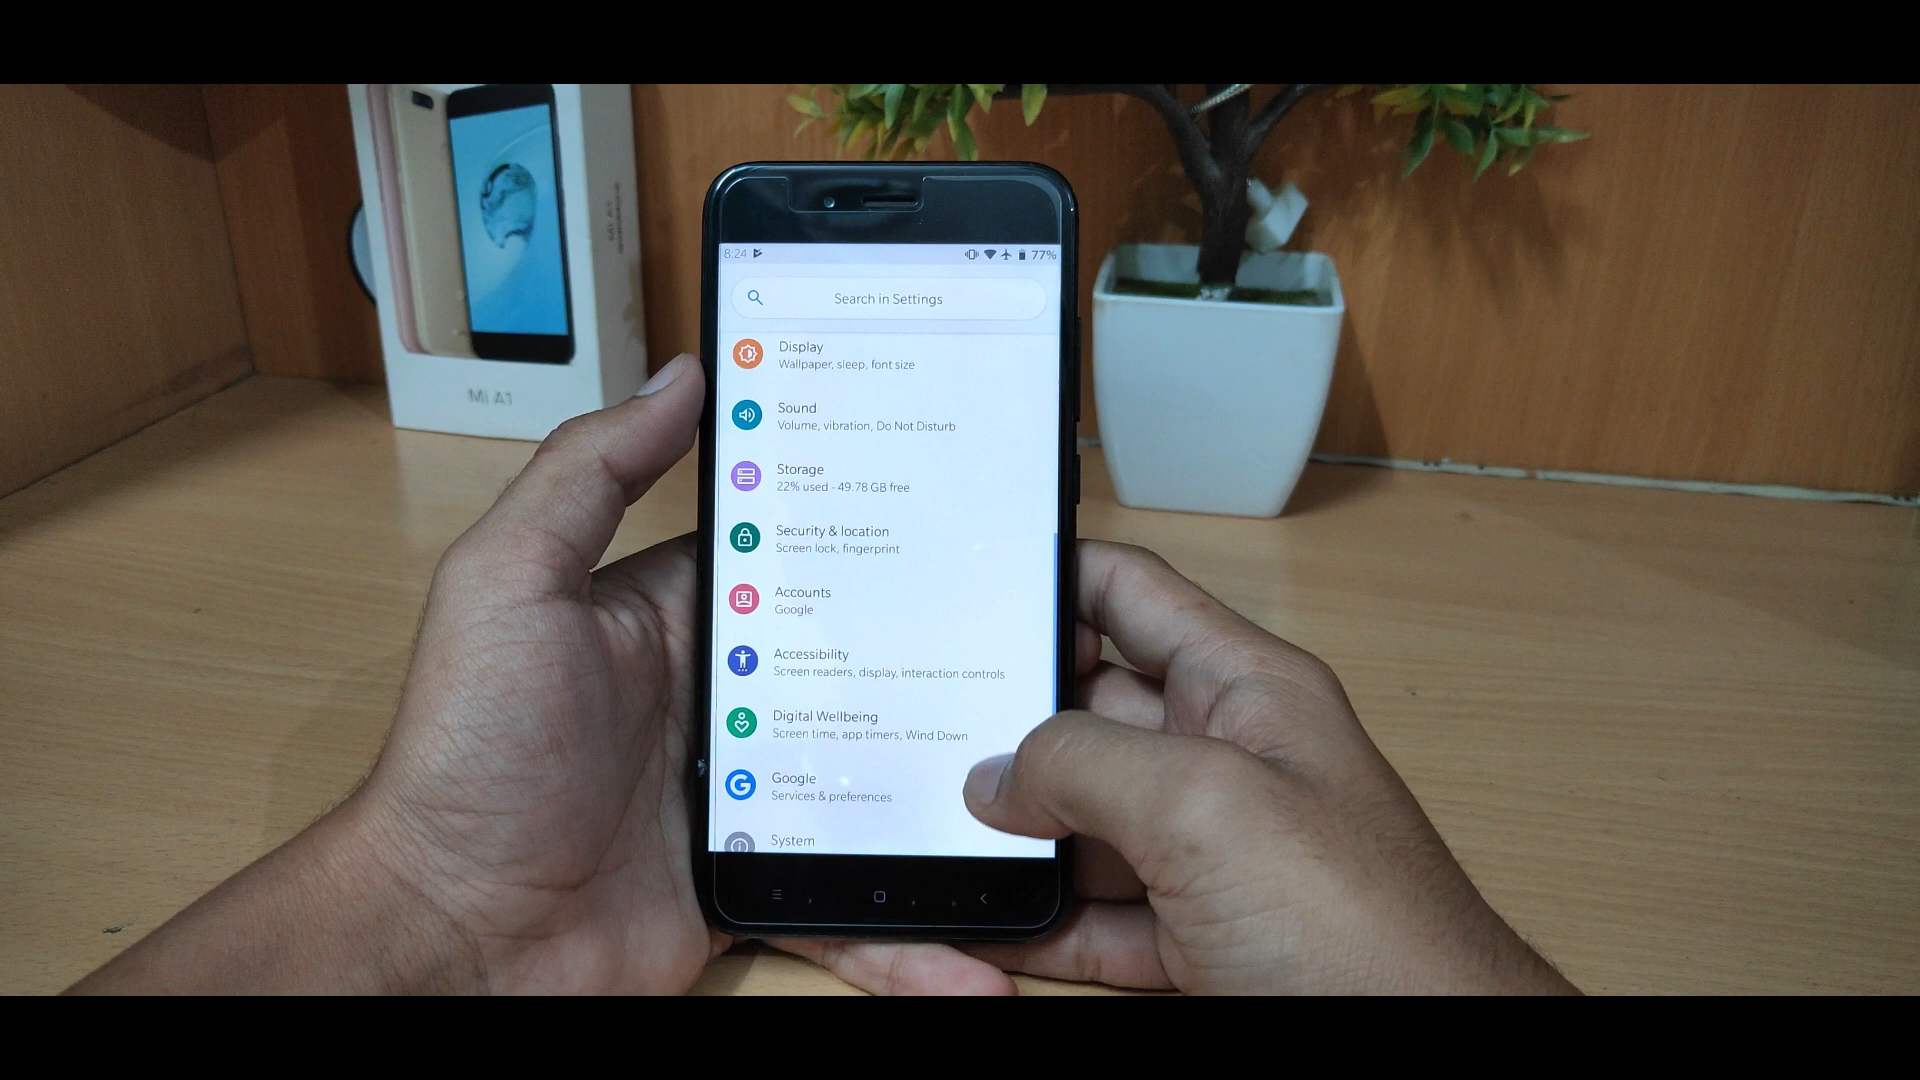 Mi A1
8:24
77%
Search in Settings
Display
Wallpaper, sleep, font size
Sound
Volume, vibration, Do Not Disturb
Storage
22% used - 49.78 GB free
Security & location
Screen lock, fingerprint
Accounts
Google
Accessibility
Screen readers, display, interaction controls
Digital Wellbeing
Screen time, app timers, Wind Down
Google
Services & preferences
System